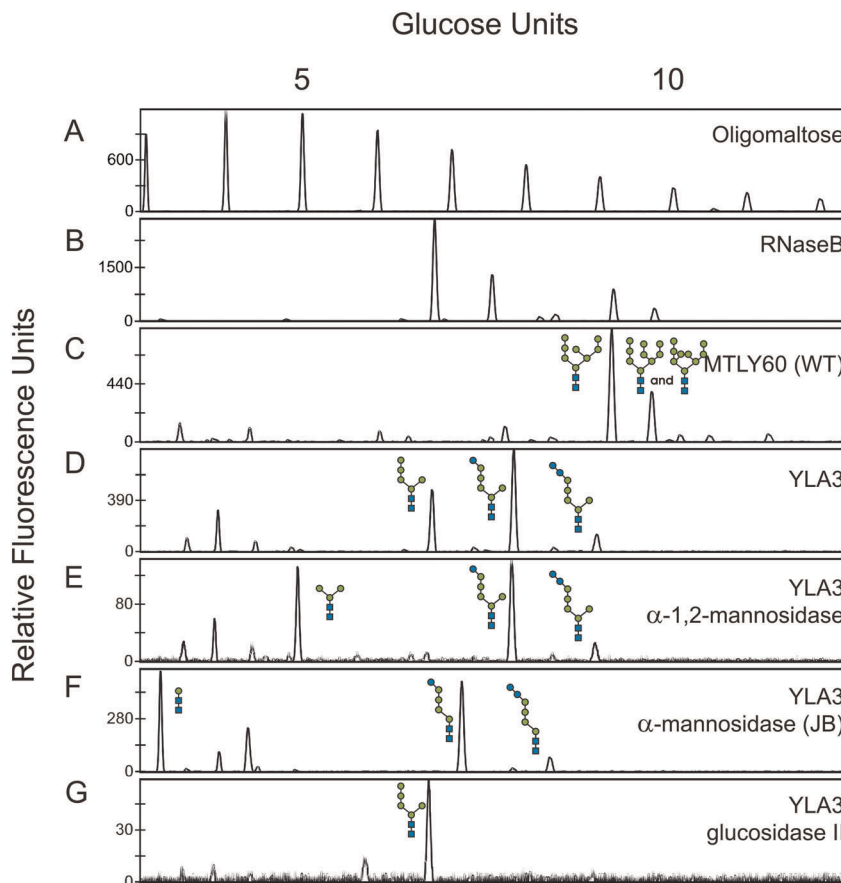 Glucose Units
5 10
A
Oligomaltose
600
0
B
RNaseB
1500
0
C
MTLY60 (WT)
and
440
0
D
YLA3
390
0
E
YLA3
α-1,2-mannosidase
80
0
F
YLA3
α-mannosidase (JB)
280
0
G
YLA3
glucosidase II
30
0
Relative Fluorescence Units